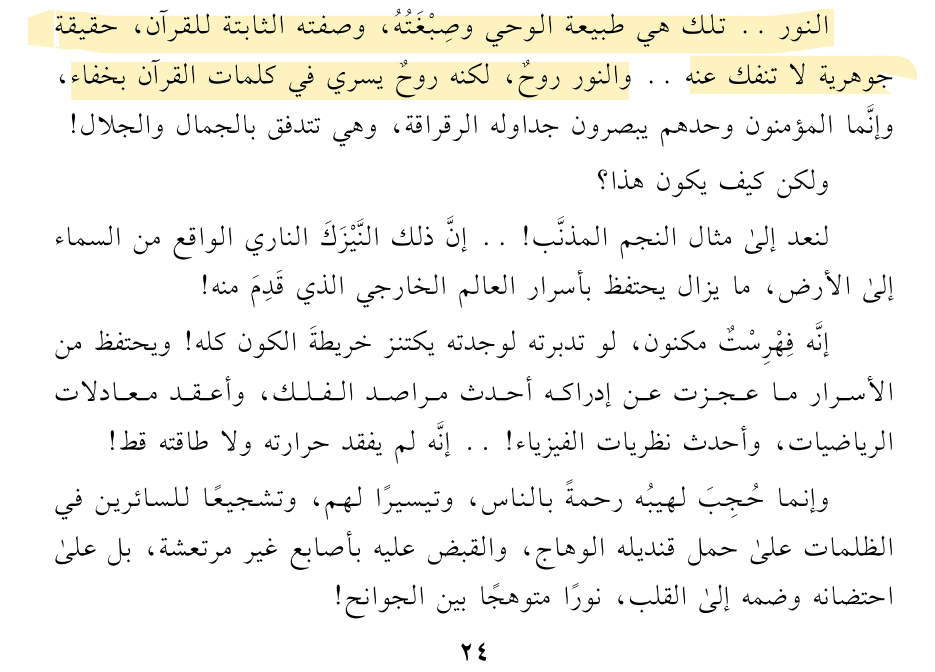 النور . . تلك هي طبيعة الوحي وصِبْغَتُهُ، وصفته الثابتة للقرآن، حقيقة
جوهرية لا تنفك عنه . . والنور روحٌ، لكنه روحٌ يسري في كلمات القرآن بخفاء،
وإنَّما المؤمنون وحدهم يبصرون جداوله الرقراقة، وهي تتدفق بالجمال والجلال!
ولكن كيف يكون هذا؟
لنعد إلىٰ مثال النجم المذنَّب! . . إنَّ ذلك النَّيْزَكَ الناري الواقع من السماء
إلىٰ الأرض، ما يزال يحتفظ بأسرار العالم الخارجي الذي قَدِمَ منه!
إنَّه فِهْرِسْتٌ مكنون، لو تدبرته لوجدته يكتنز خريطةَ الكون كله! ويحتفظ من
الأسرار ما عجزت عن إدراكه أحدث مراصد الفلك، وأعقد معادلات
الرياضيات، وأحدث نظريات الفيزياء! . . إنَّه لم يفقد حرارته ولا طاقته قط!
وإنما حُجِبَ لهيبُه رحمةً بالناس، وتيسيرًا لهم، وتشجيعًا للسائرين في
الظلمات علىٰ حمل قنديله الوهاج، والقبض عليه بأصابع غير مرتعشة، بل علىٰ
احتضانه وضمه إلىٰ القلب، نورًا متوهجًا بين الجوانح!
٢٤